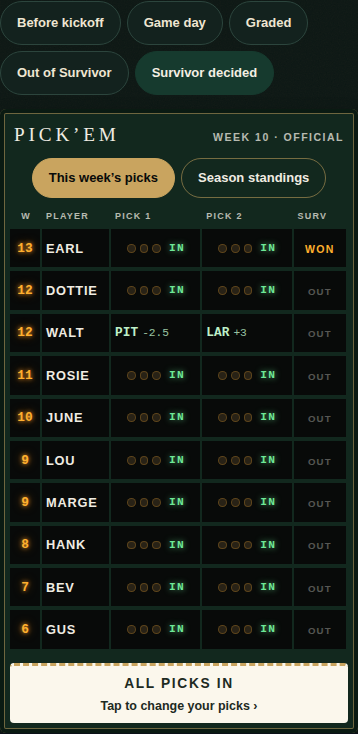 Before kickoff Game day Graded
Out of Survivor Survivor decided
PICK'EM WEEK 10 · OFFICIAL
This week's picks Season standings
W PLAYER PICK 1 PICK 2 SURV
13 EARL IN IN WON
12 DOTTIE IN IN OUT
12 WALT PIT -2.5 LAR +3 OUT
11 ROSIE IN IN OUT
10 JUNE IN IN OUT
9 LOU IN IN OUT
9 MARGE IN IN OUT
8 HANK IN IN OUT
7 BEV IN IN OUT
6 GUS IN IN OUT
ALL PICKS IN
Tap to change your picks ›